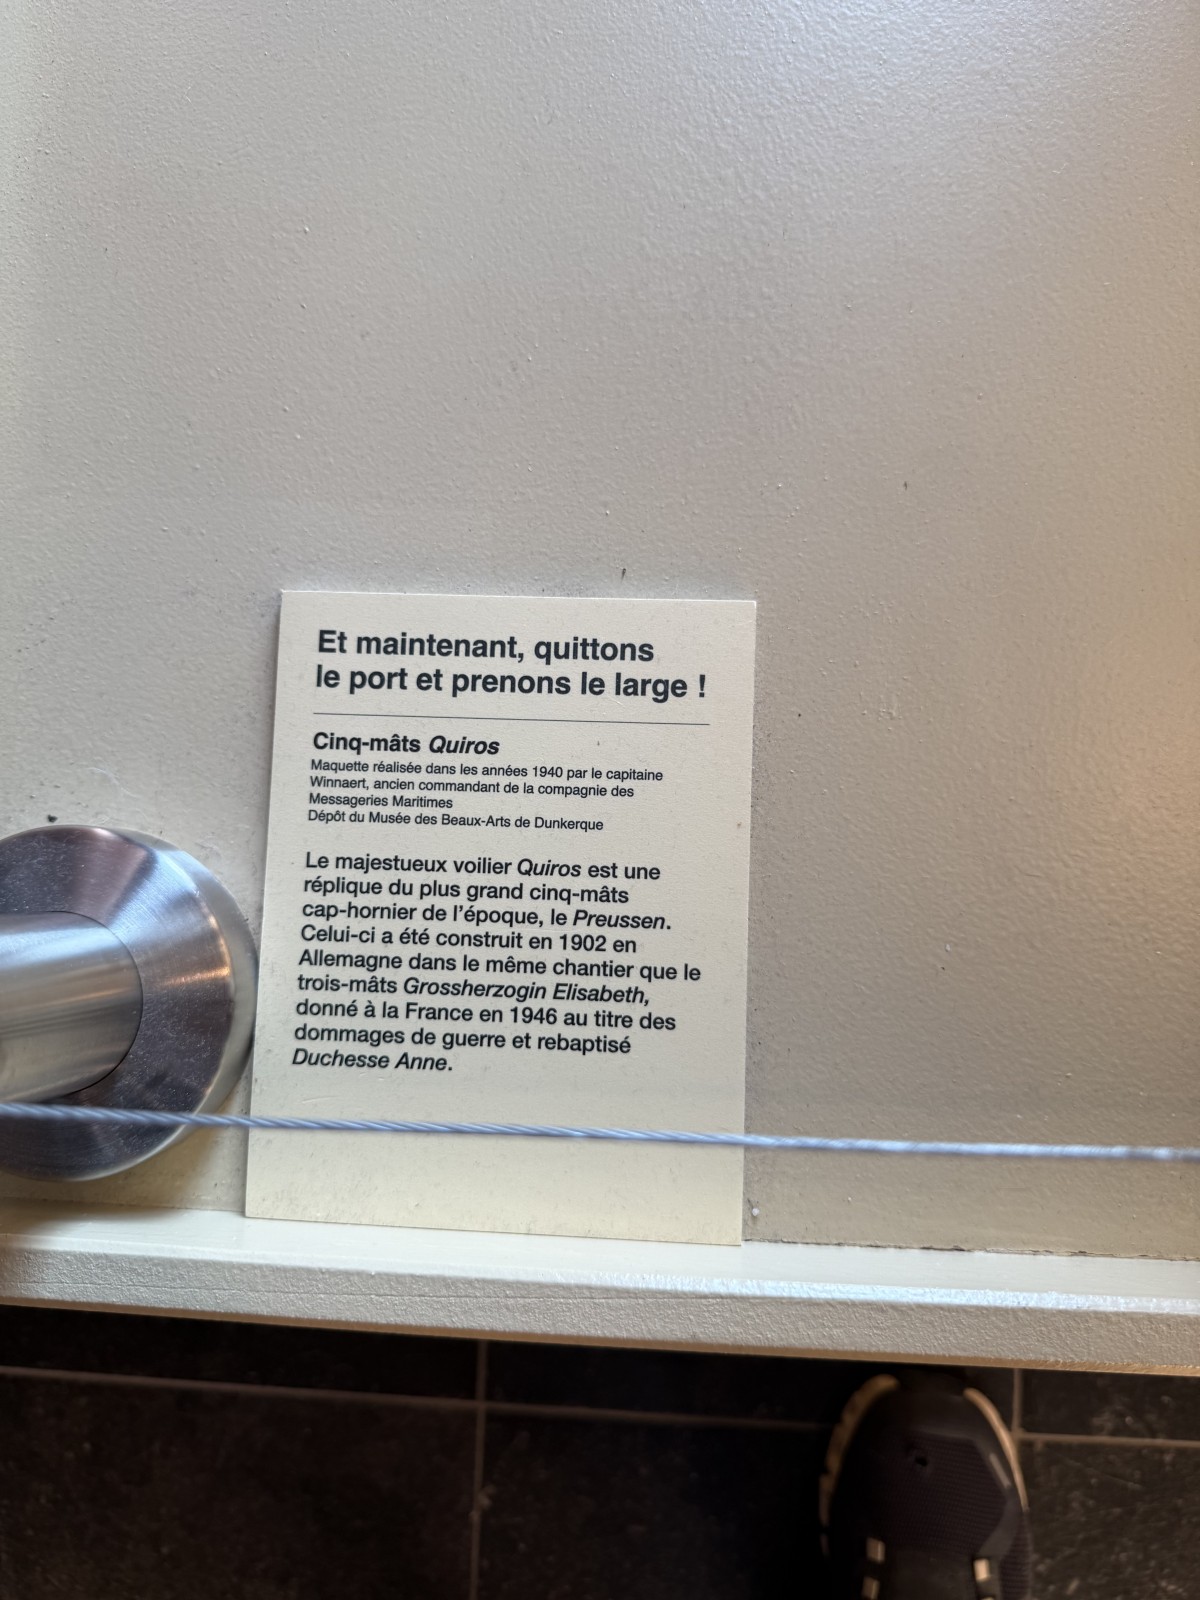 Et maintenant, quittons
le port et prenons le large !
Cinq-mâts Quiros
Maquette réalisée dans les années 1940 par le capitaine
Winnaert, ancien commandant de la compagnie des
Messageries Maritimes
Dépôt du Musée des Beaux-Arts de Dunkerque
Le majestueux voilier Quiros est une
réplique du plus grand cinq-mâts
cap-hornier de l'époque, le Preussen.
Celui-ci a été construit en 1902 en
Allemagne dans le même chantier que le
trois-mâts Grossherzogin Elisabeth,
donné à la France en 1946 au titre des
dommages de guerre et rebaptisé
Duchesse Anne.